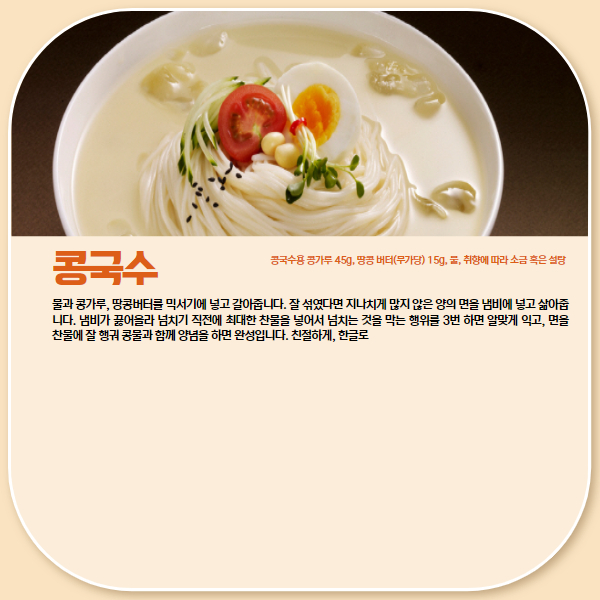 콩국수
콩국수용 콩가루 45g, 땅콩 버터(무가당) 15g, 물, 취향에 따라 소금 혹은 설탕
물과 콩가루, 땅콩버터를 믹서기에 넣고 갈아줍니다. 잘 섞였다면 지나치게 많지 않은 양의 면을 냄비에 넣고 삶아줍
니다. 냄비가 끓어올라 넘치기 직전에 최대한 찬물을 넣어서 넘치는 것을 막는 행위를 3번 하면 알맞게 익고, 면을
찬물에 잘 행궈 콩물과 함께 양념을 하면 완성입니다. 친절하게, 한글로